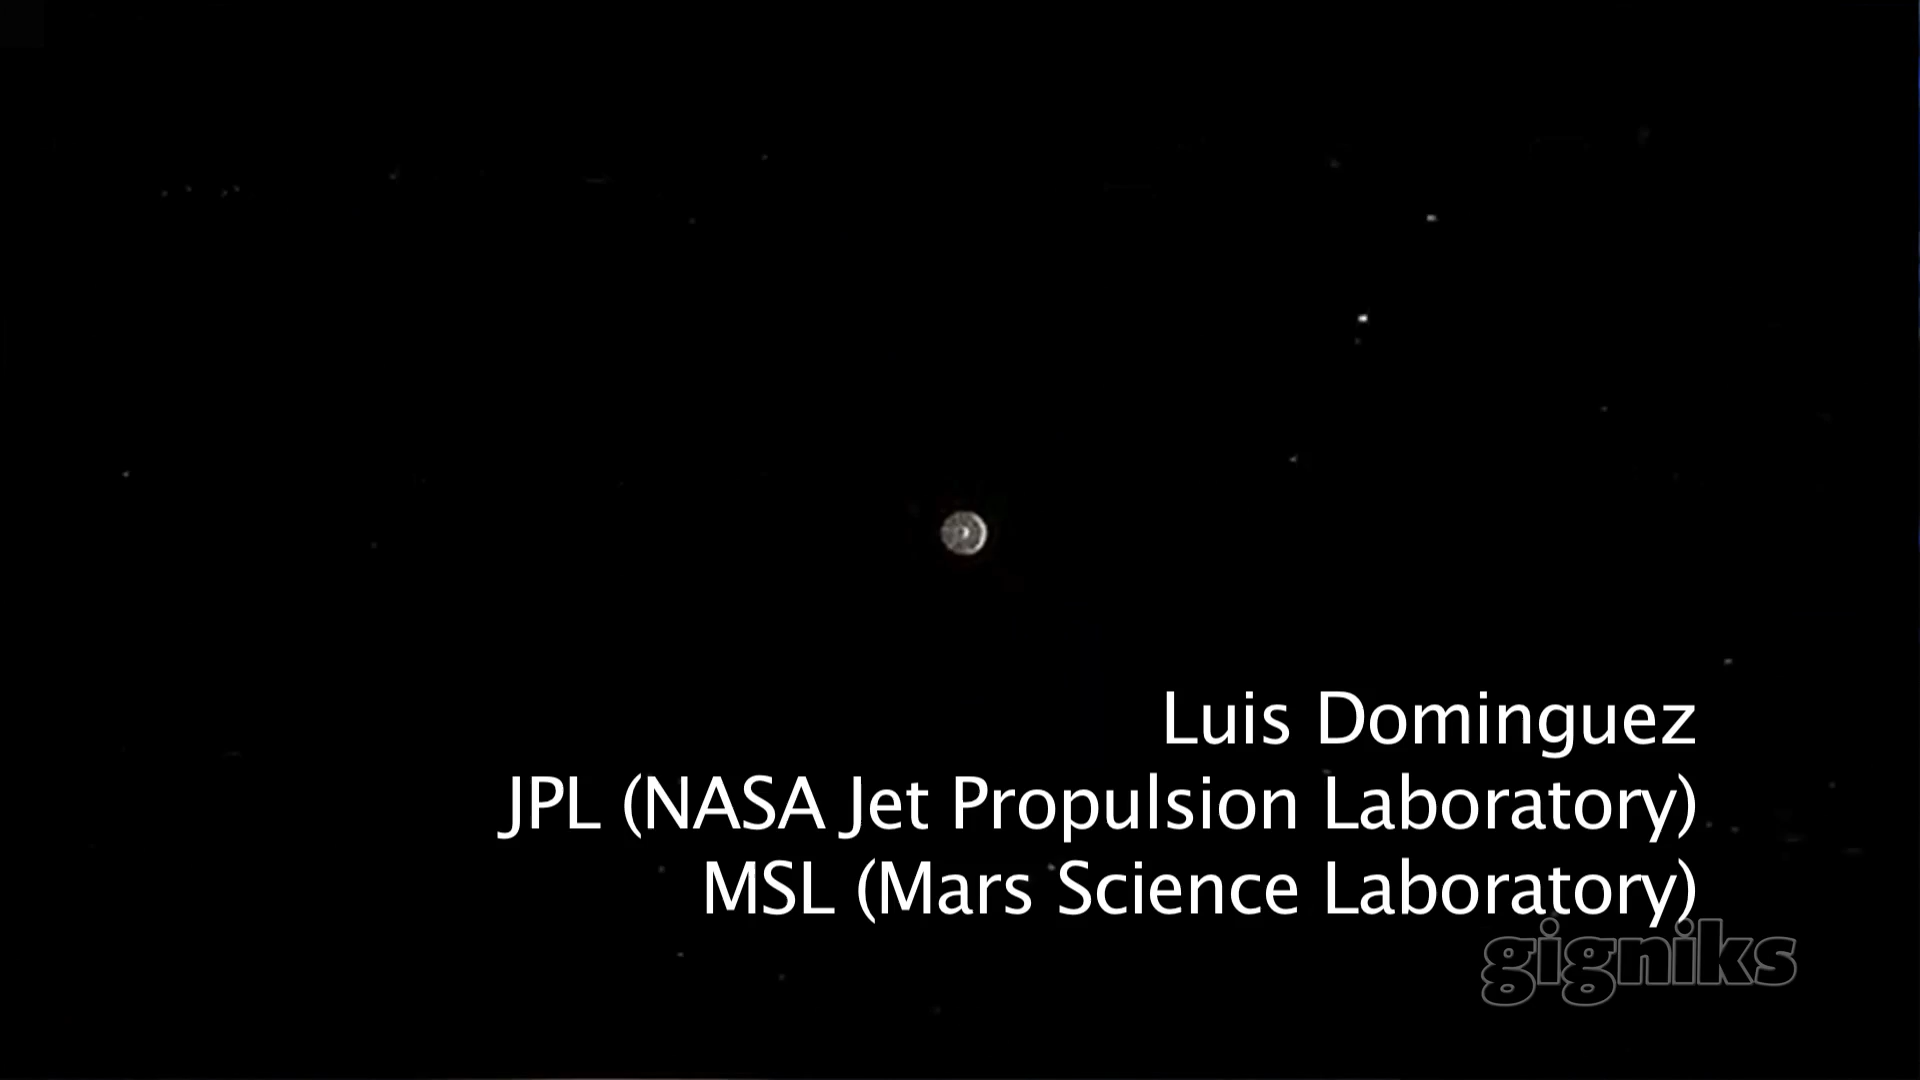 Luis Dominguez
JPL (NASA Jet Propulsion Laboratory)
MSL (Mars Science Laboratory)
gigniks